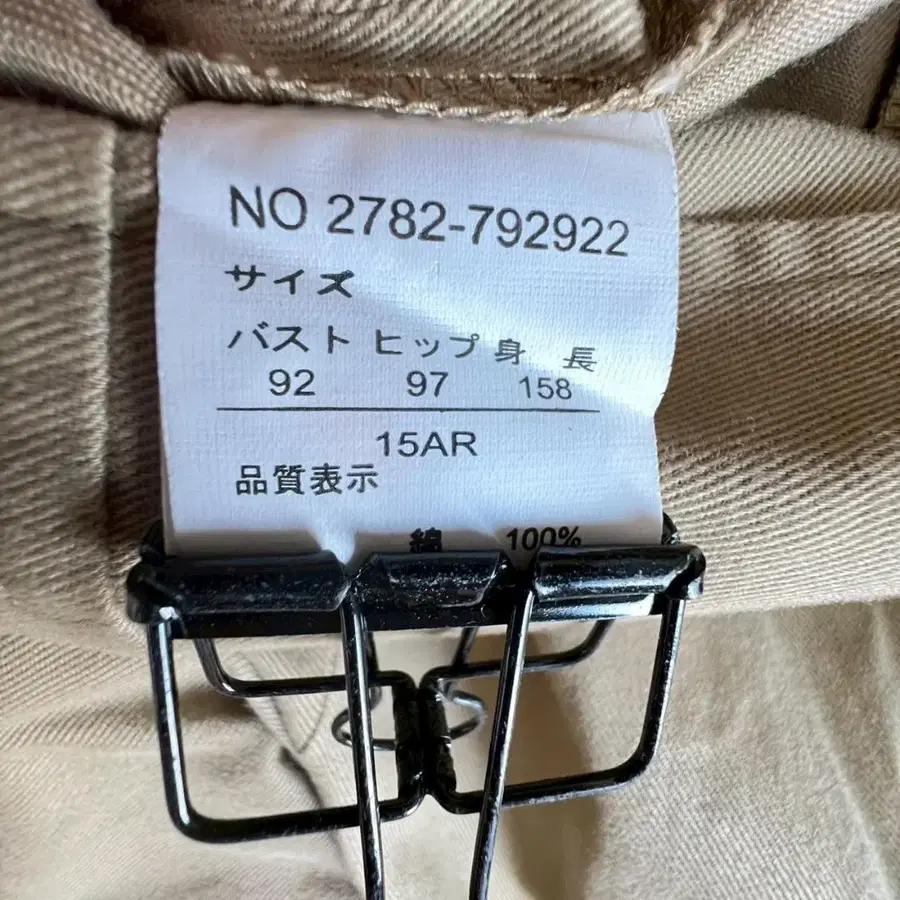 NO 2782-792922
サイズ
バスト ヒップ 身 長
92 97 158
15AR
品質表示
綿 100%